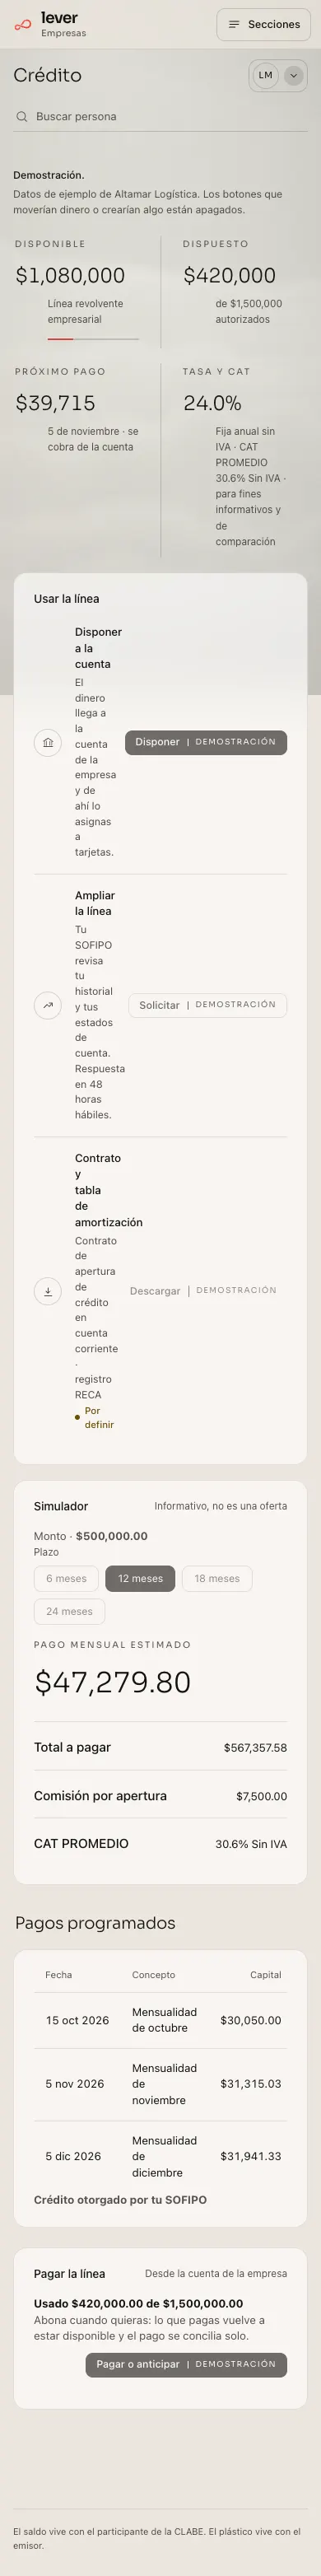 lever
Empresas
Secciones
Crédito
LM
Buscar persona
Demostración.
Datos de ejemplo de Altamar Logística. Los botones que
moverían dinero o crearían algo están apagados.
DISPONIBLE
$1,080,000
Línea revolvente
empresarial
DISPUESTO
$420,000
de $1,500,000
autorizados
PRÓXIMO PAGO
$39,715
5 de noviembre · se
cobra de la cuenta
TASA Y CAT
24.0%
Fija anual sin
IVA · CAT
PROMEDIO
30.6% Sin IVA ·
para fines
informativos y
de
comparación
Usar la línea
Disponer
a la
cuenta
El
dinero
llega a
la
cuenta
de la
empresa
y de
ahí lo
asignas
a
tarjetas.
Disponer | DEMOSTRACIÓN
Ampliar
la línea
Tu
SOFIPO
revisa
tu
historial
y tus
estados
de
cuenta.
Respuesta
en 48
horas
hábiles.
Solicitar | DEMOSTRACIÓN
Contrato
y
tabla
de
amortización
Contrato
de
apertura
de
crédito
en
cuenta
corriente
·
registro
RECA
Por
definir
Descargar | DEMOSTRACIÓN
Simulador
Informativo, no es una oferta
Monto · $500,000.00
Plazo
6 meses
12 meses
18 meses
24 meses
PAGO MENSUAL ESTIMADO
$47,279.80
Total a pagar $567,357.58
Comisión por apertura $7,500.00
CAT PROMEDIO 30.6% Sin IVA
Pagos programados
Fecha Concepto Capital
15 oct 2026 Mensualidad de octubre $30,050.00
5 nov 2026 Mensualidad de noviembre $31,315.03
5 dic 2026 Mensualidad de diciembre $31,941.33
Crédito otorgado por tu SOFIPO
Pagar la línea
Desde la cuenta de la empresa
Usado $420,000.00 de $1,500,000.00
Abona cuando quieras: lo que pagas vuelve a
estar disponible y el pago se concilia solo.
Pagar o anticipar | DEMOSTRACIÓN
El saldo vive con el participante de la CLABE. El plástico vive con el
emisor.